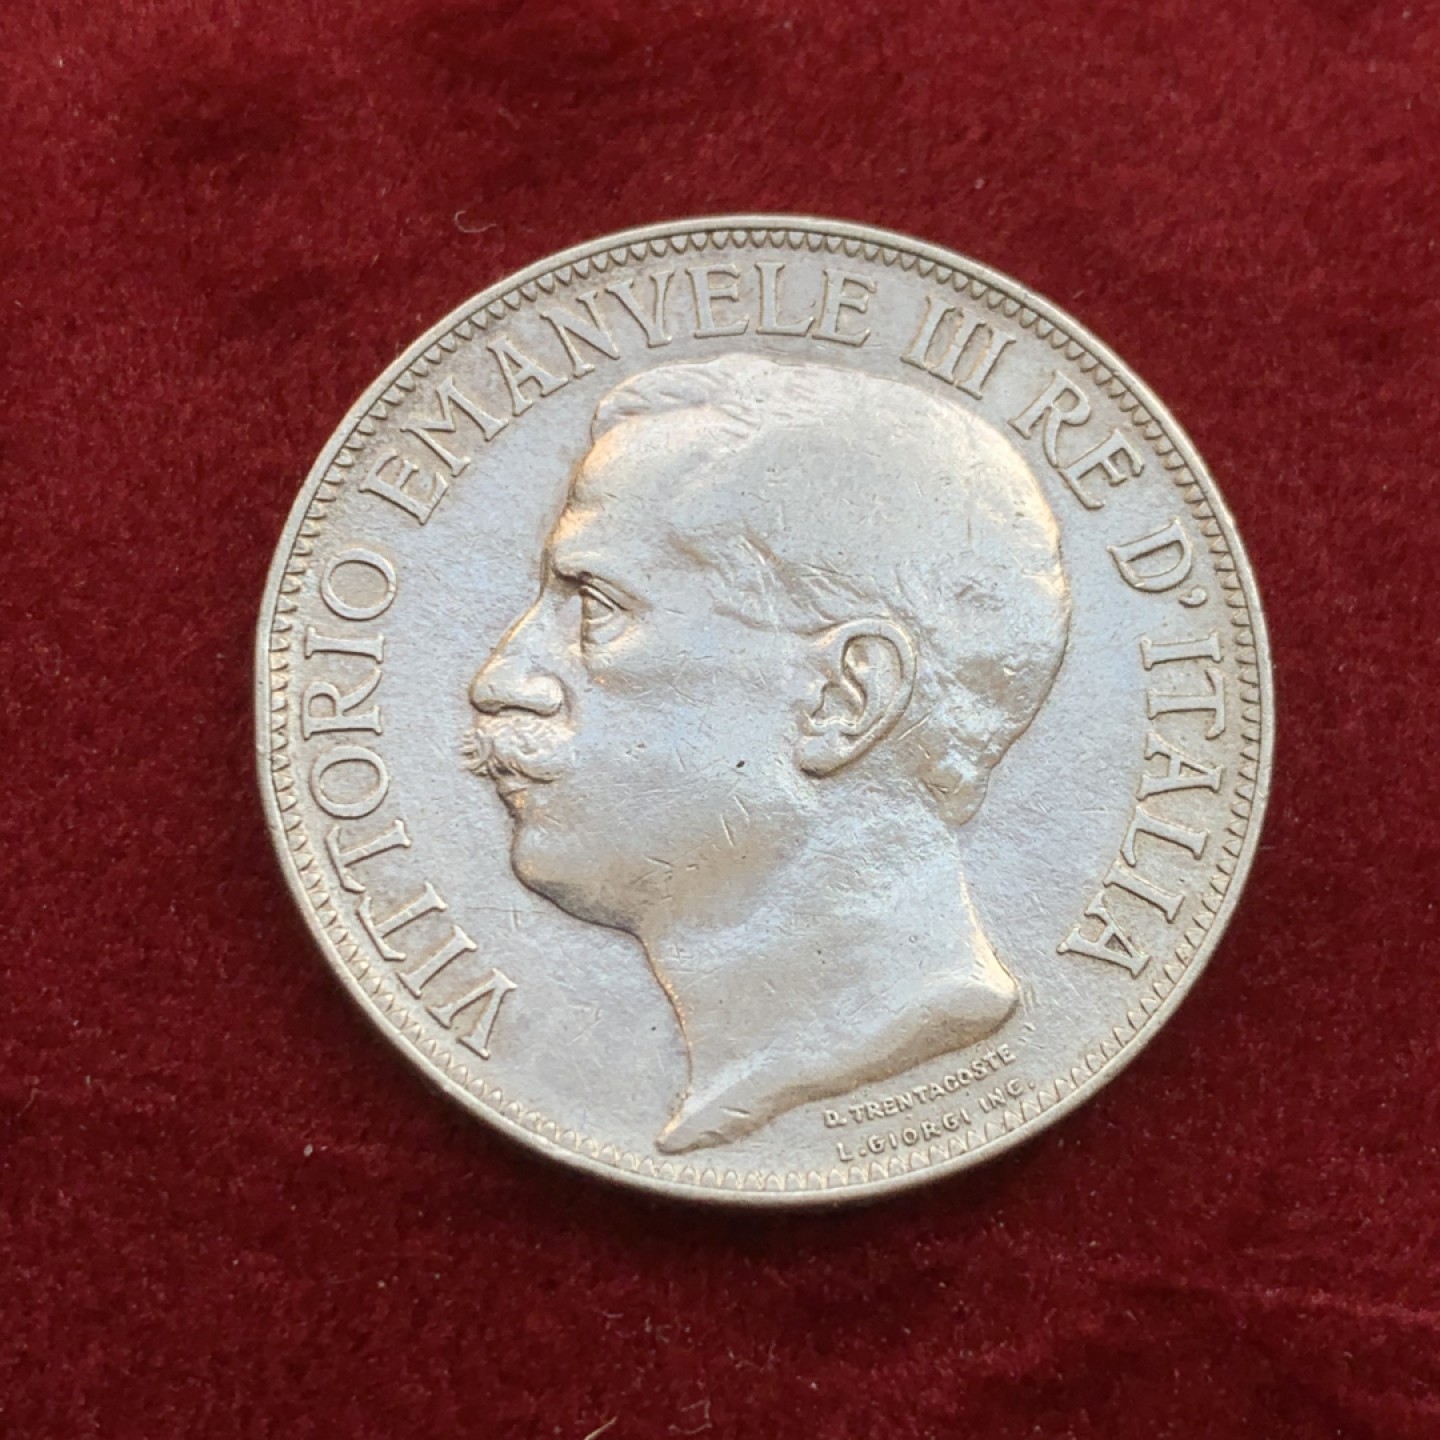 VITTORIO EMANVELE III RE D'ITALIA
D. TRENTACOSTE
L. GIORGI INC.